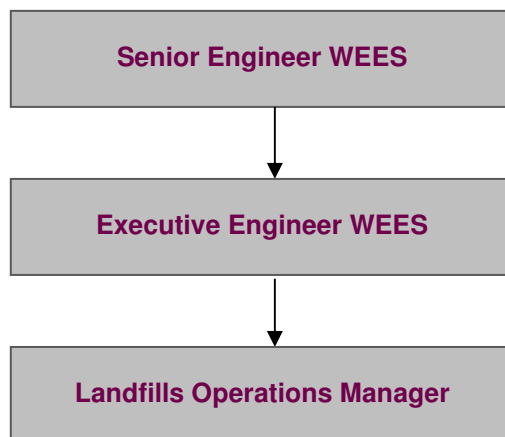 Senior Engineer WEES
Executive Engineer WEES
Landfills Operations Manager